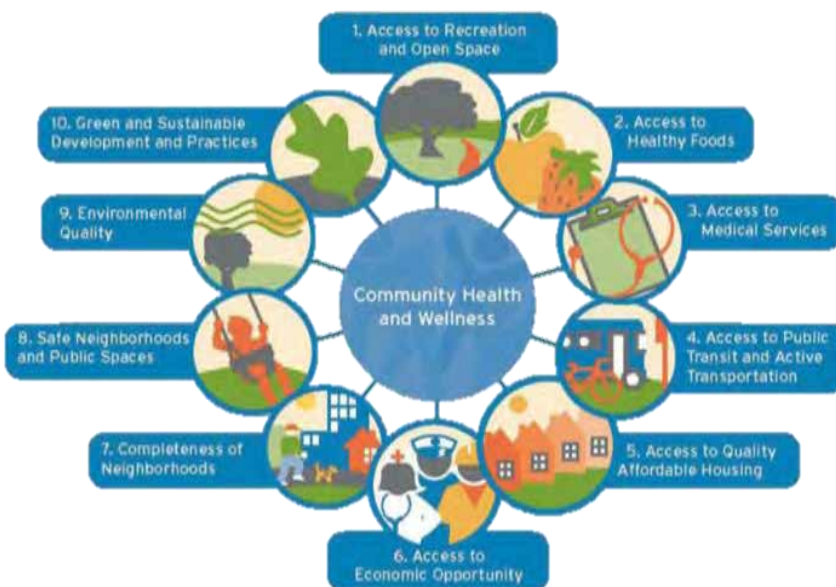 1. Access to Recreation
and Open Space
2. Access to
Healthy Foods
3. Access to
Medical Services
4. Access to Public
Transit and Active
Transportation
5. Access to Quality
Affordable Housing
6. Access to
Economic Opportunity
7. Completeness of
Neighborhoods
8. Safe Neighborhoods
and Public Spaces
9. Environmental
Quality
10. Green and Sustainable
Development and Practices
Community Health
and Wellness